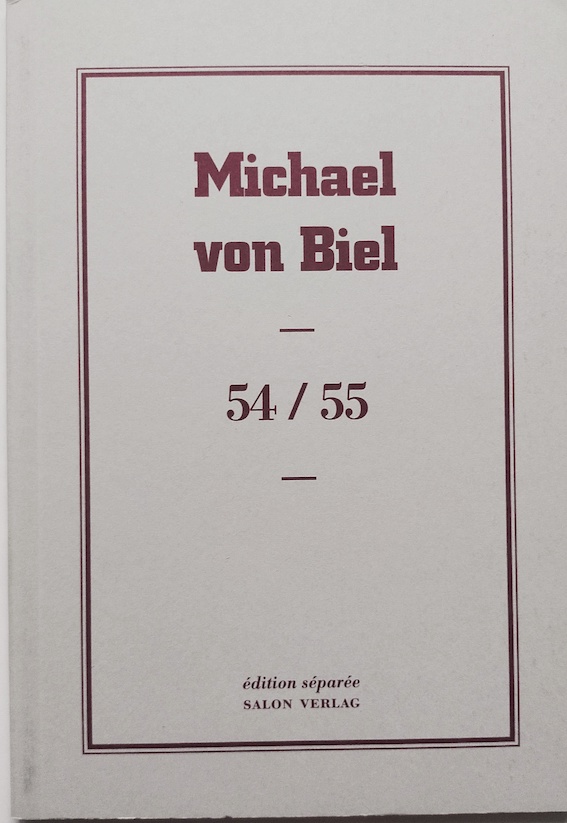 Michael
von Biel
—
54 / 55
—
édition séparée
SALON VERLAG